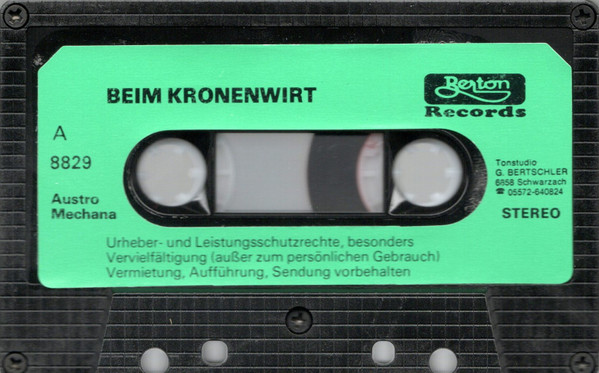 BEIM KRONENWIRT
Berton
Records
A
8829
Austro
Mechana
Tonstudio
G. BERTSCHLER
6858 Schwarzach
☎ 05572-640824
STEREO
Urheber- und Leistungsschutzrechte, besonders
Vervielfältigung (außer zum persönlichen Gebrauch)
Vermietung, Aufführung, Sendung vorbehalten